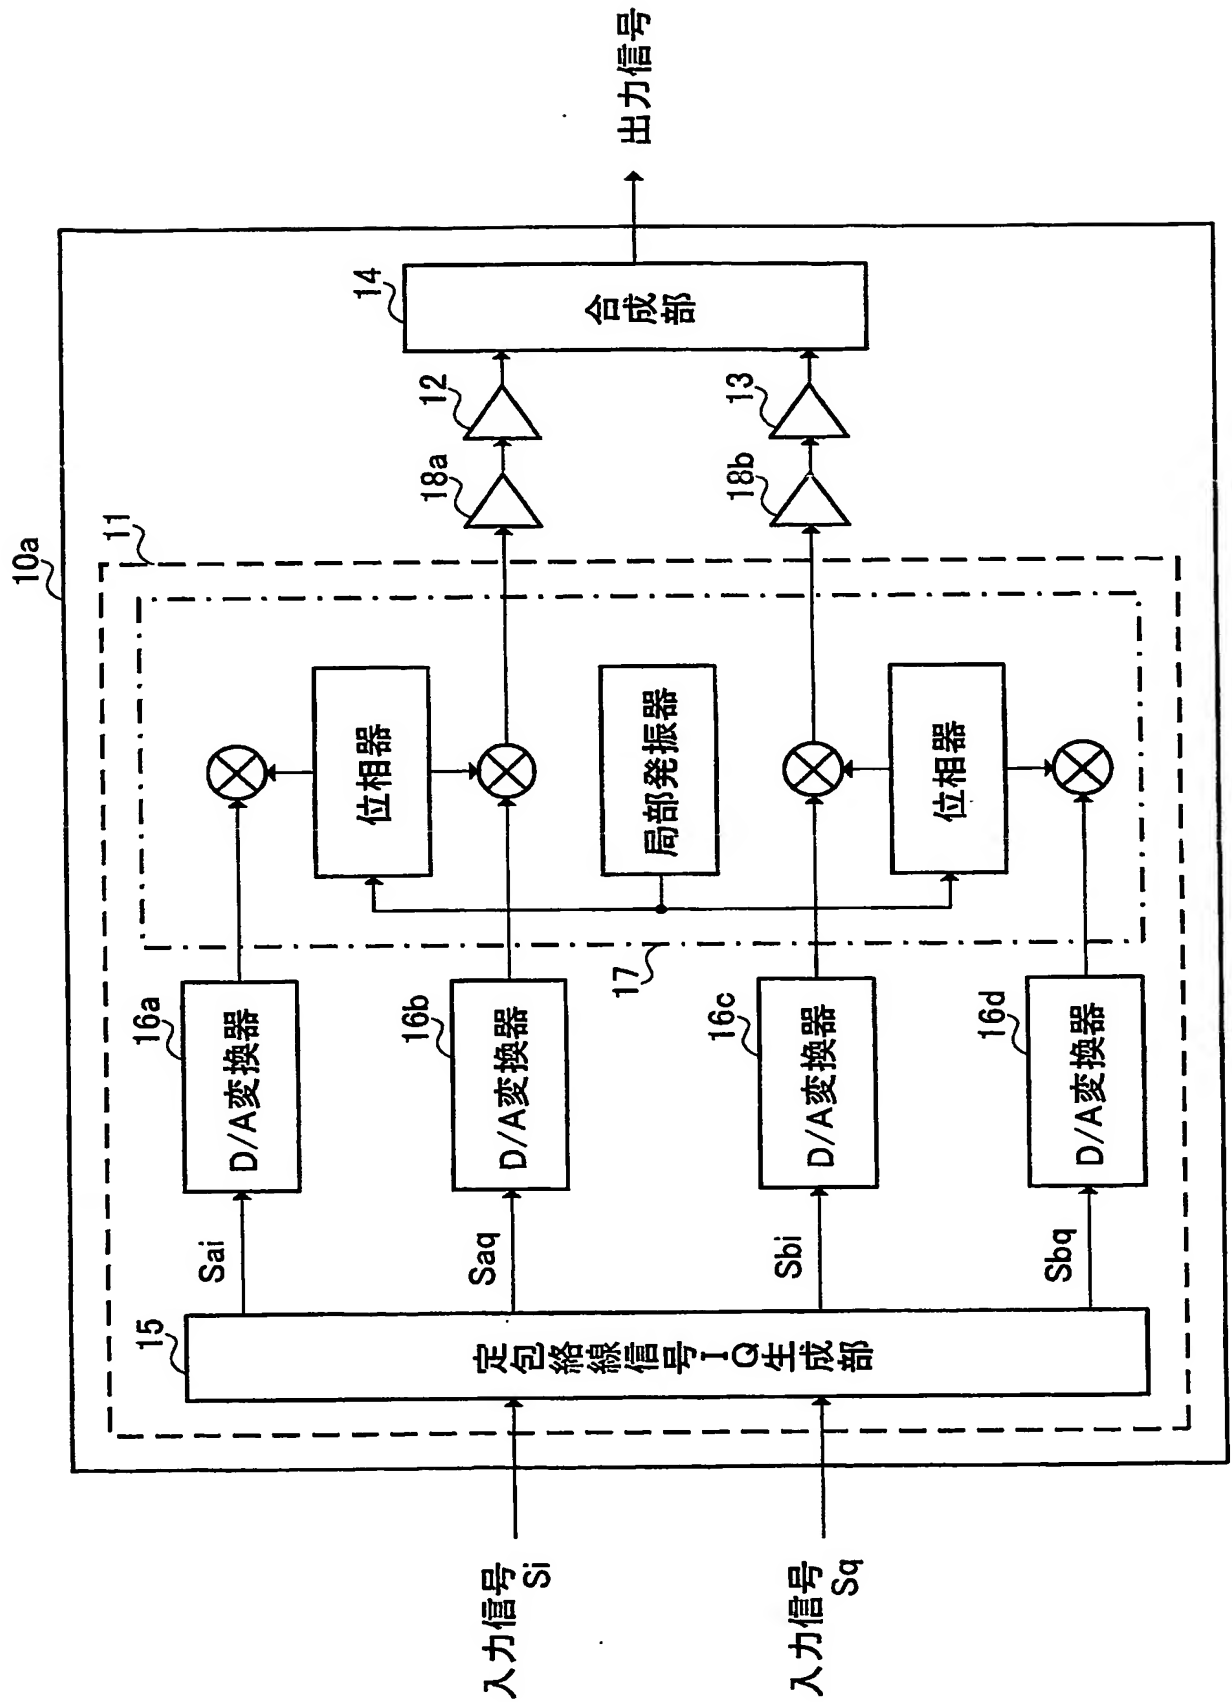 10a
11
入力信号
Si
入力信号
Sq
15
定包絡線信号IQ生成部
Sai
Saq
Sbi
Sbq
16a
D/A変換器
16b
D/A変換器
16c
D/A変換器
16d
D/A変換器
17
位相器
局部発振器
位相器
18a
18b
12
13
14
合成部
出力信号